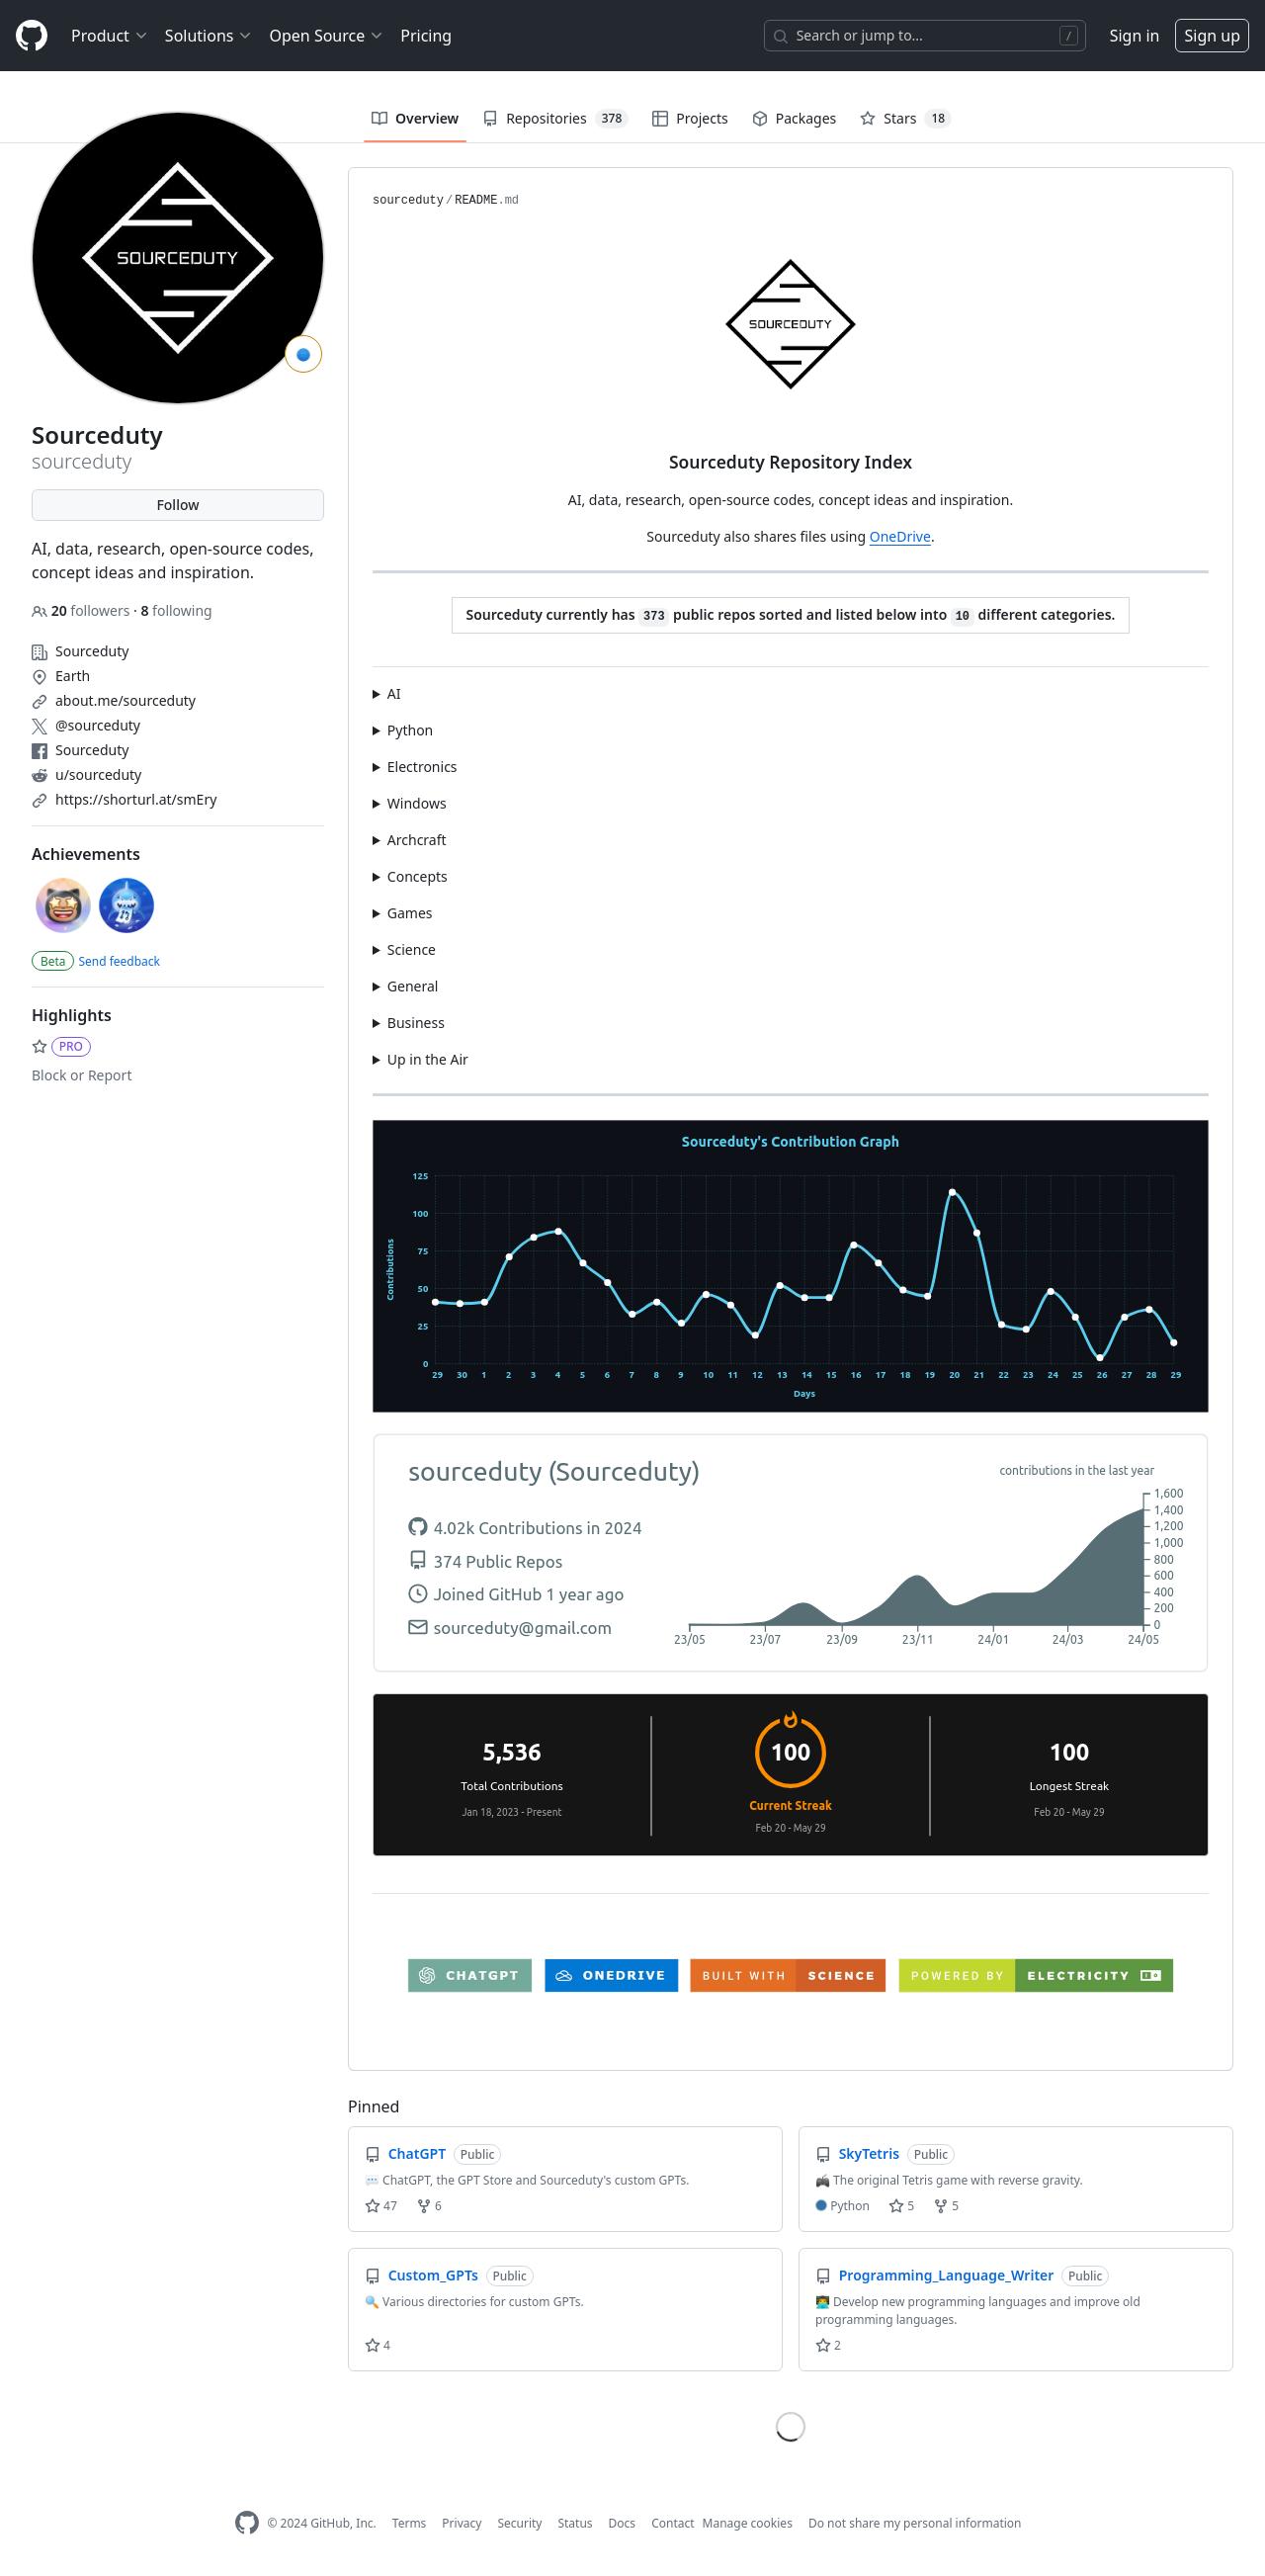 Product Solutions Open Source Pricing Search or jump to... / Sign in Sign up
Overview Repositories 378 Projects Packages Stars 18
SOURCEDUTY
Sourceduty
sourceduty
Follow
AI, data, research, open-source codes,
concept ideas and inspiration.
20 followers · 8 following
Sourceduty
Earth
about.me/sourceduty
@sourceduty
Sourceduty
u/sourceduty
https://shorturl.at/smEry
Achievements
Beta Send feedback
Highlights
PRO
Block or Report
sourceduty/README.md
SOURCEDUTY
Sourceduty Repository Index
AI, data, research, open-source codes, concept ideas and inspiration.
Sourceduty also shares files using OneDrive.
Sourceduty currently has 373 public repos sorted and listed below into 10 different categories.
AI
Python
Electronics
Windows
Archcraft
Concepts
Games
Science
General
Business
Up in the Air
Sourceduty's Contribution Graph
125
100
75
50
25
0
Contributions
29 30 1 2 3 4 5 6 7 8 9 10 11 12 13 14 15 16 17 18 19 20 21 22 23 24 25 26 27 28 29
Days
sourceduty (Sourceduty)
4.02k Contributions in 2024
374 Public Repos
Joined GitHub 1 year ago
sourceduty@gmail.com
contributions in the last year
1,600
1,400
1,200
1,000
800
600
400
200
0
23/05 23/07 23/09 23/11 24/01 24/03 24/05
5,536
Total Contributions
Jan 18, 2023 - Present
100
Current Streak
Feb 20 - May 29
100
Longest Streak
Feb 20 - May 29
CHATGPT ONEDRIVE BUILT WITH SCIENCE POWERED BY ELECTRICITY
Pinned
ChatGPT Public
ChatGPT, the GPT Store and Sourceduty's custom GPTs.
47 6
SkyTetris Public
The original Tetris game with reverse gravity.
Python 5 5
Custom_GPTs Public
Various directories for custom GPTs.
4
Programming_Language_Writer Public
Develop new programming languages and improve old
programming languages.
2
© 2024 GitHub, Inc. Terms Privacy Security Status Docs Contact Manage cookies Do not share my personal information